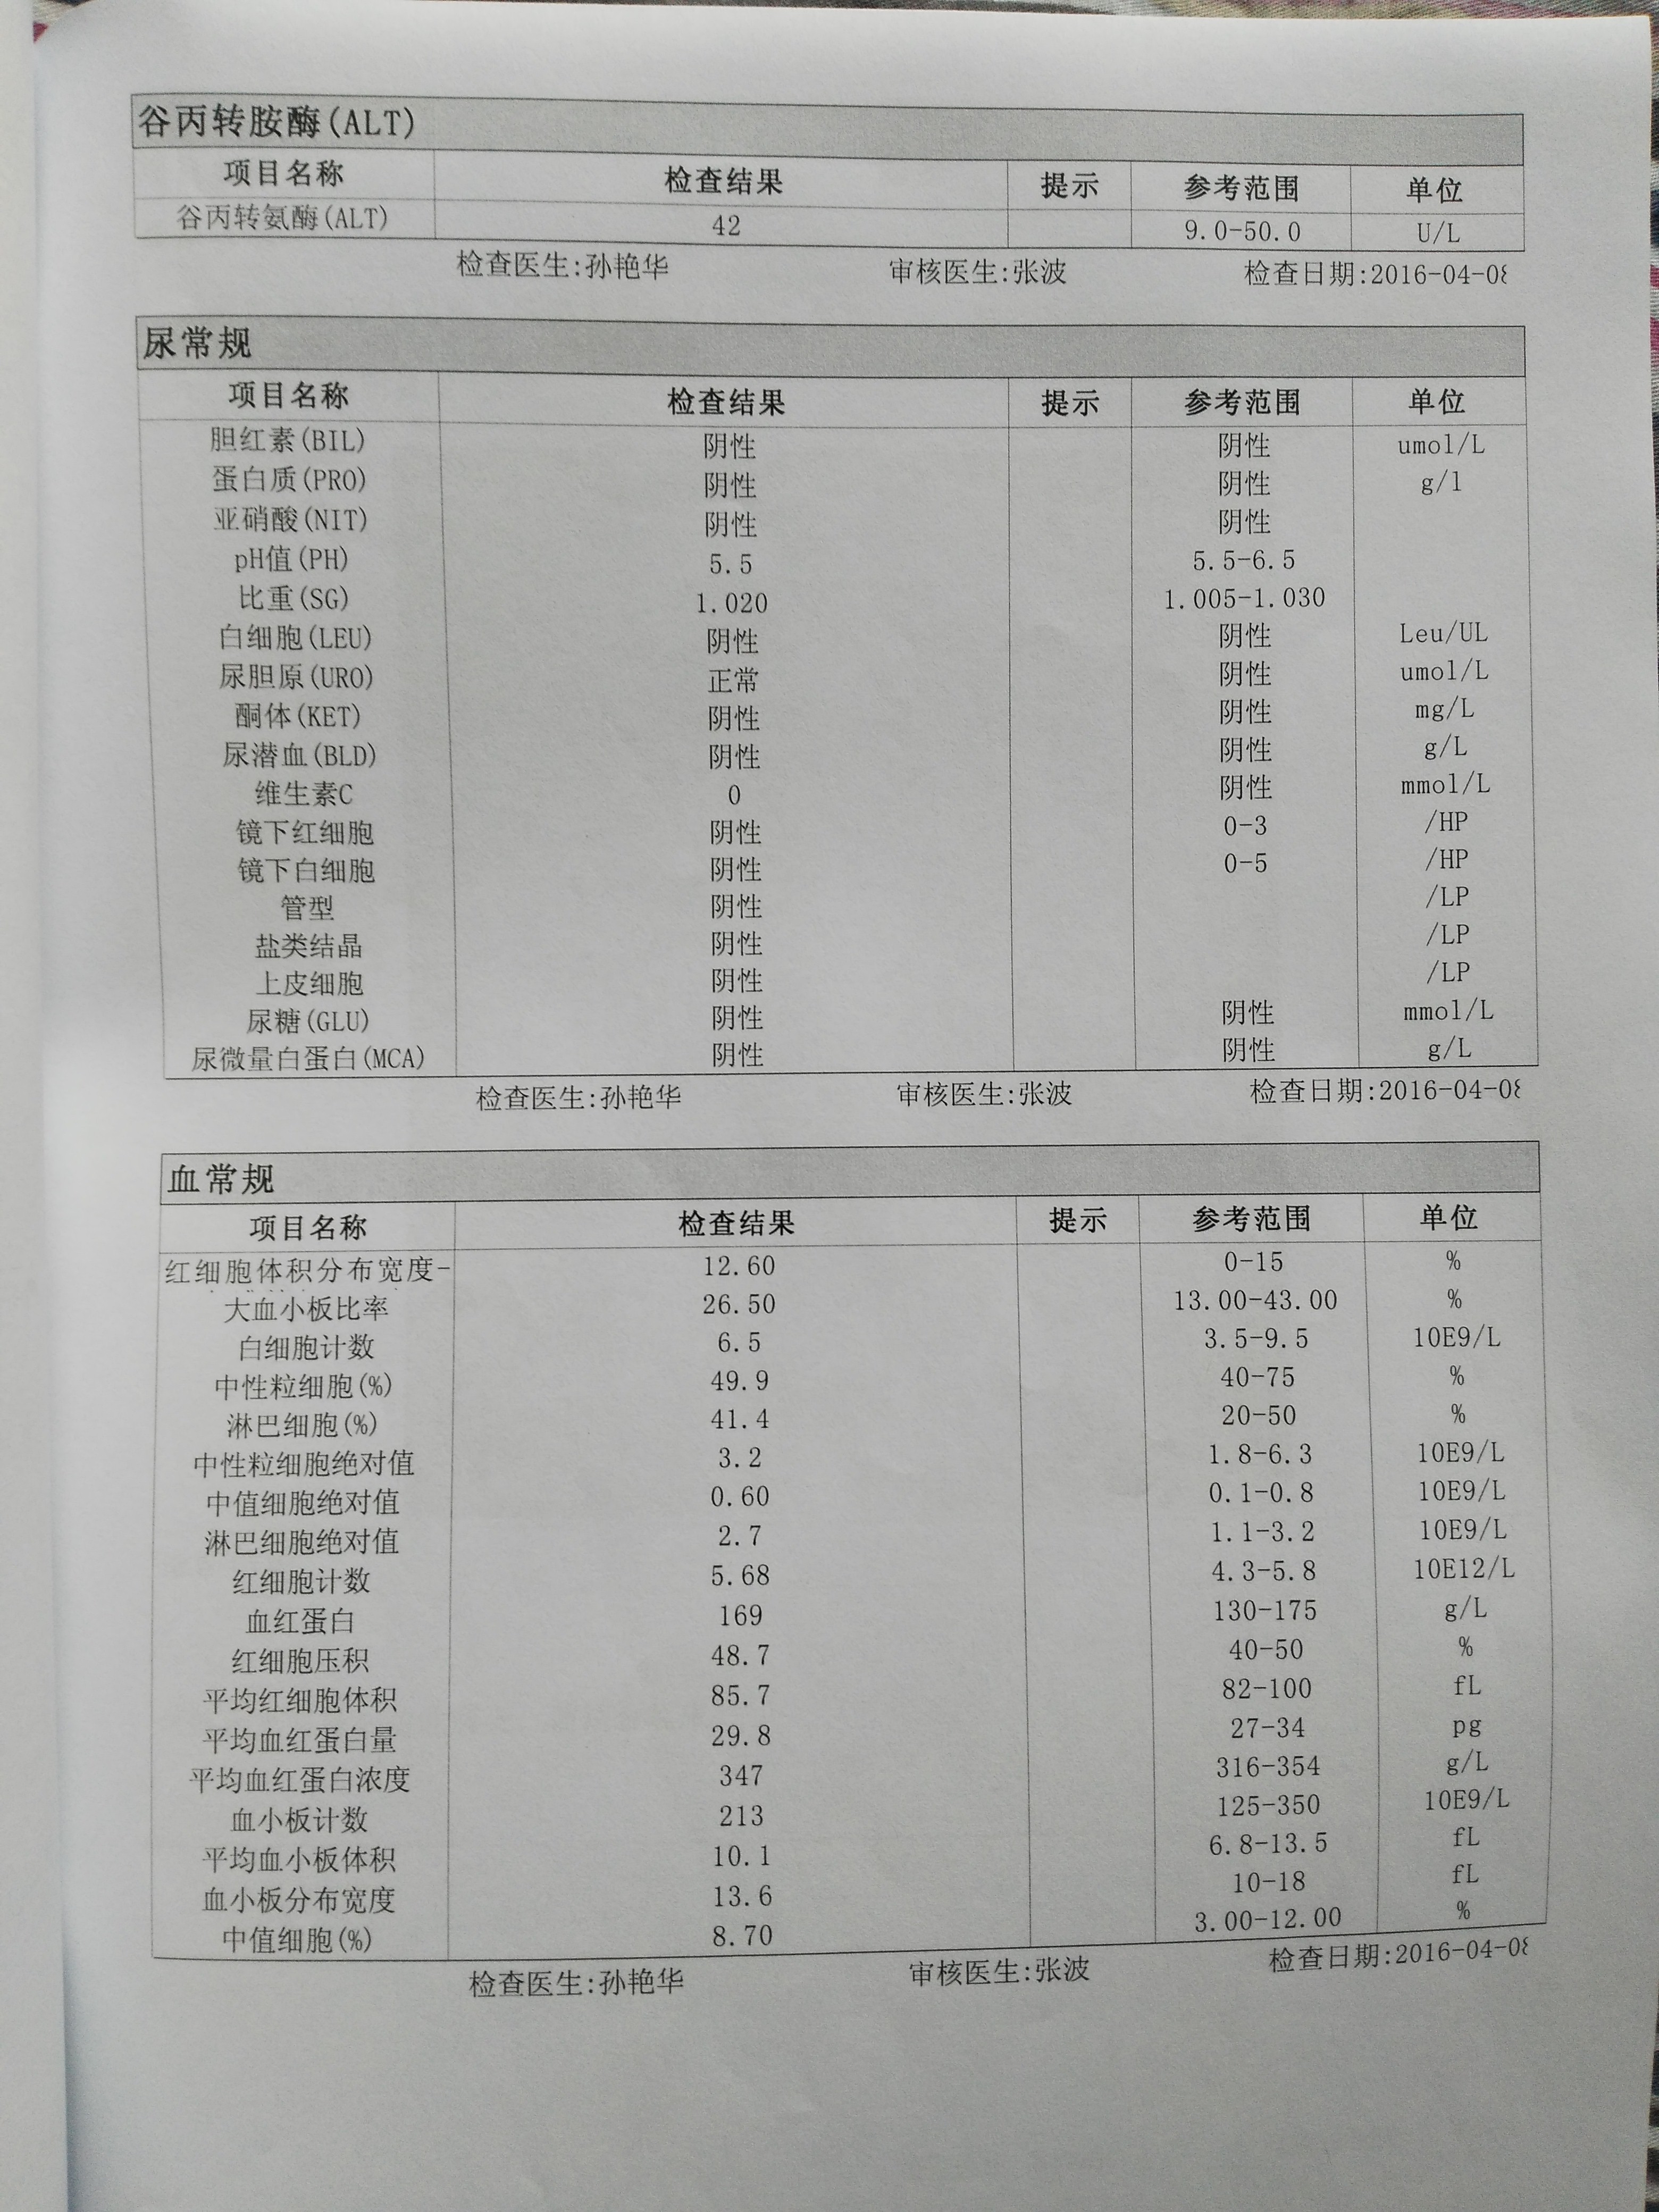 谷丙转胺酶(ALT)
项目名称 检查结果 提示 参考范围 单位
谷丙转氨酶(ALT) 42 9.0-50.0 U/L
检查医生:孙艳华 审核医生:张波 检查日期:2016-04-08
尿常规
项目名称 检查结果 提示 参考范围 单位
胆红素(BIL) 阴性 阴性 umol/L
蛋白质(PRO) 阴性 阴性 g/l
亚硝酸(NIT) 阴性 阴性
pH值(PH) 5.5 5.5-6.5
比重(SG) 1.020 1.005-1.030
白细胞(LEU) 阴性 阴性 Leu/UL
尿胆原(URO) 正常 阴性 umol/L
酮体(KET) 阴性 阴性 mg/L
尿潜血(BLD) 阴性 阴性 g/L
维生素C 0 阴性 mmol/L
镜下红细胞 阴性 0-3 /HP
镜下白细胞 阴性 0-5 /HP
管型 阴性 /LP
盐类结晶 阴性 /LP
上皮细胞 阴性 /LP
尿糖(GLU) 阴性 阴性 mmol/L
尿微量白蛋白(MCA) 阴性 阴性 g/L
检查医生:孙艳华 审核医生:张波 检查日期:2016-04-08
血常规
项目名称 检查结果 提示 参考范围 单位
红细胞体积分布宽度- 12.60 0-15 %
大血小板比率 26.50 13.00-43.00 %
白细胞计数 6.5 3.5-9.5 10E9/L
中性粒细胞(%) 49.9 40-75 %
淋巴细胞(%) 41.4 20-50 %
中性粒细胞绝对值 3.2 1.8-6.3 10E9/L
中值细胞绝对值 0.60 0.1-0.8 10E9/L
淋巴细胞绝对值 2.7 1.1-3.2 10E9/L
红细胞计数 5.68 4.3-5.8 10E12/L
血红蛋白 169 130-175 g/L
红细胞压积 48.7 40-50 %
平均红细胞体积 85.7 82-100 fL
平均血红蛋白量 29.8 27-34 pg
平均血红蛋白浓度 347 316-354 g/L
血小板计数 213 125-350 10E9/L
平均血小板体积 10.1 6.8-13.5 fL
血小板分布宽度 13.6 10-18 fL
中值细胞(%) 8.70 3.00-12.00 %
检查医生:孙艳华 审核医生:张波 检查日期:2016-04-08